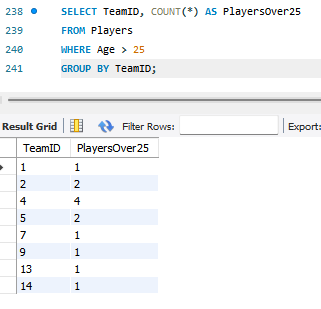 238 SELECT TeamID, COUNT(*) AS PlayersOver25
239 FROM Players
240 WHERE Age > 25
241 GROUP BY TeamID;
Result Grid Filter Rows: Export:
TeamID PlayersOver25
1 1
2 2
4 4
5 2
7 1
9 1
13 1
14 1